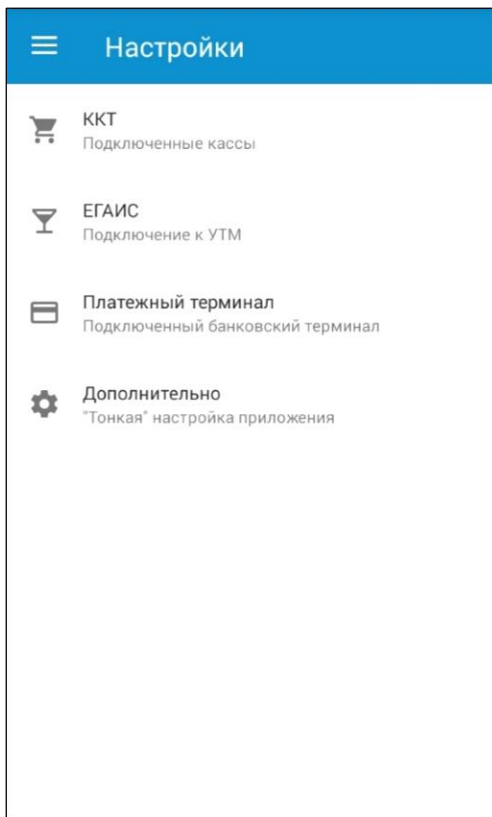 Настройки
ККТ
Подключенные кассы
ЕГАИС
Подключение к УТМ
Платежный терминал
Подключенный банковский терминал
Дополнительно
"Тонкая" настройка приложения